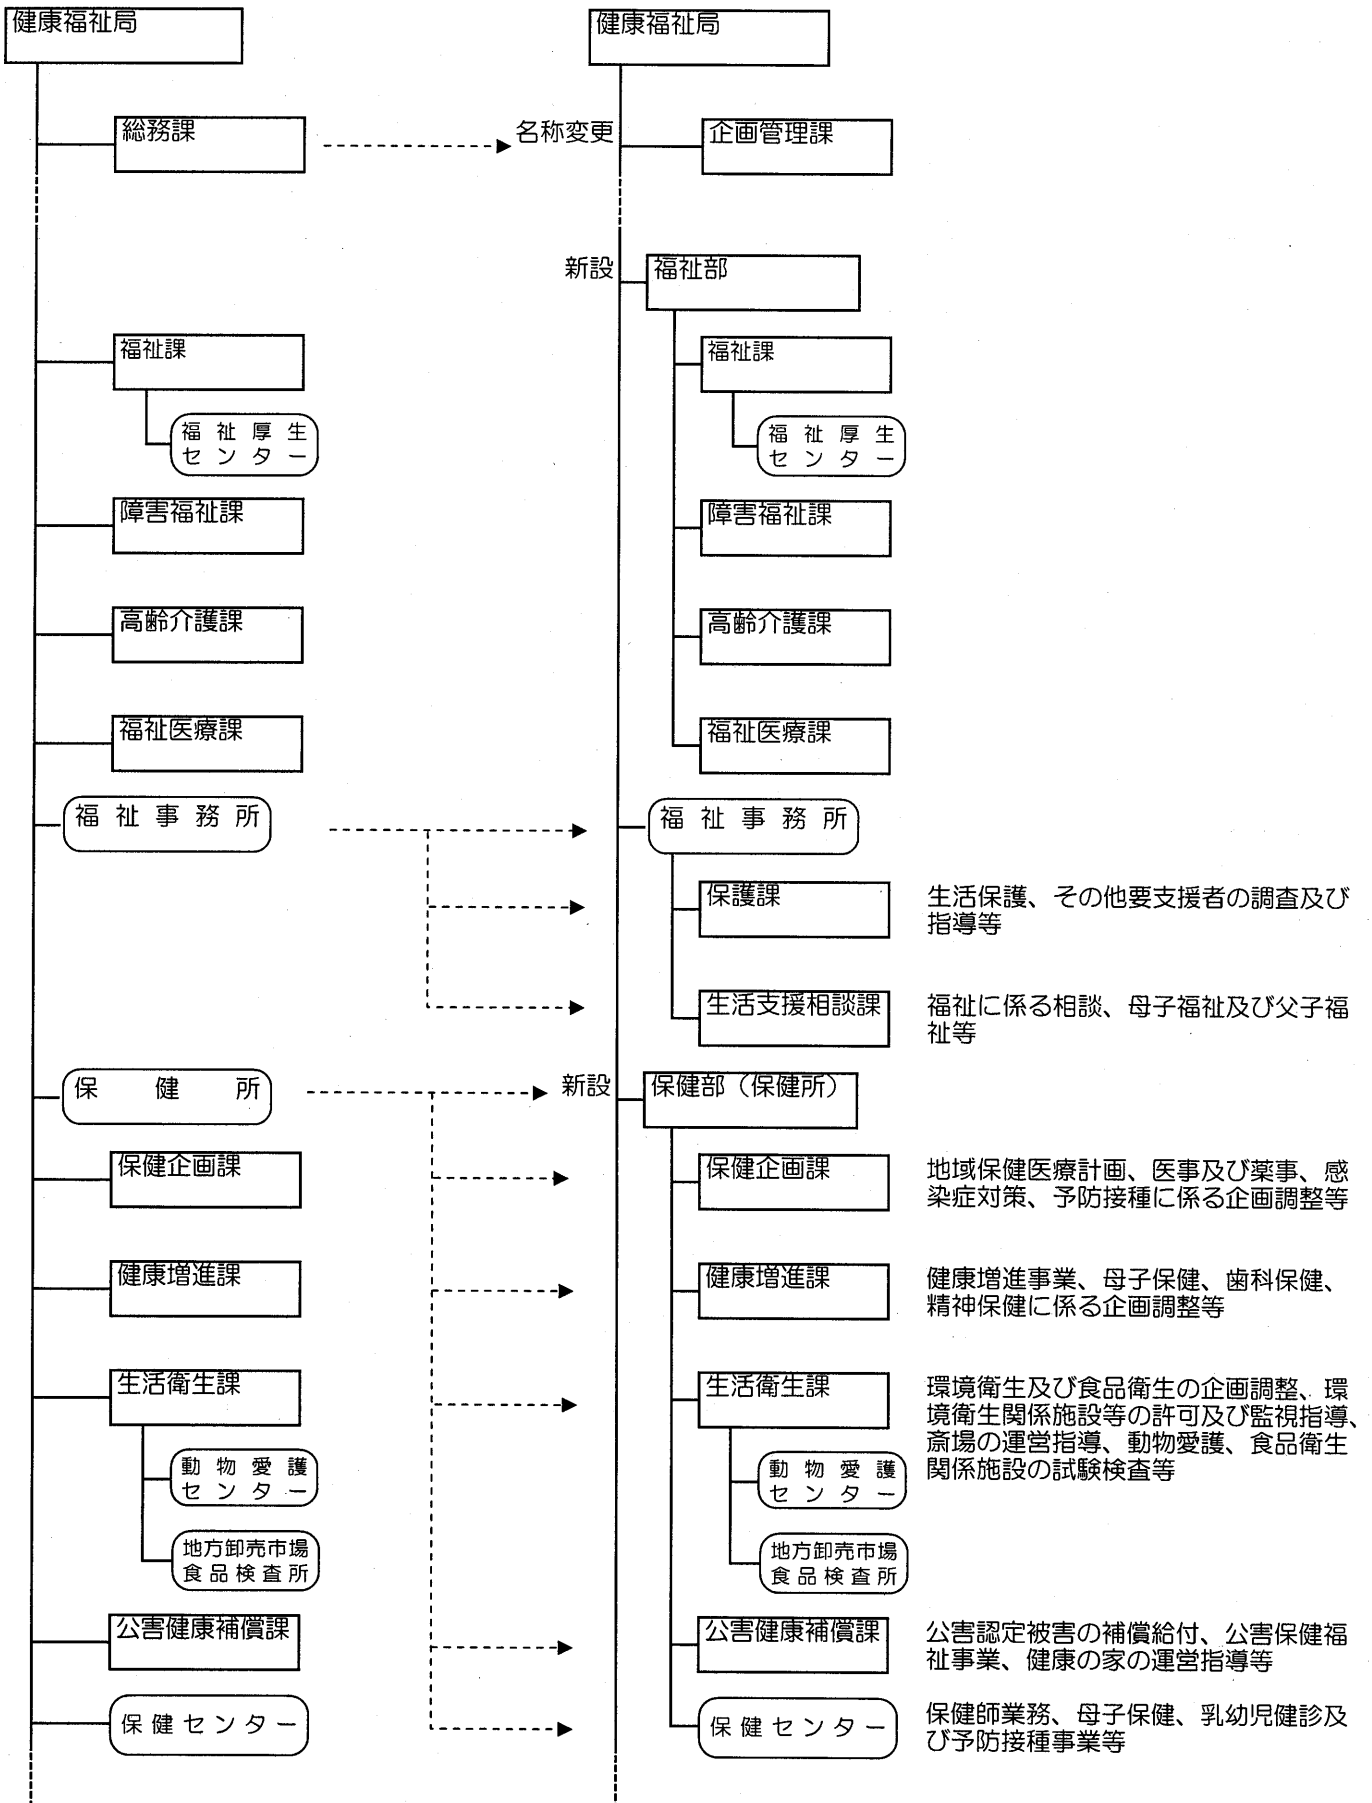 健康福祉局
健康福祉局
総務課
名称変更
企画管理課
新設
福祉部
福祉課
福祉課
福祉厚生
センター
福祉厚生
センター
障害福祉課
障害福祉課
高齢介護課
高齢介護課
福祉医療課
福祉医療課
福祉事務所
福祉事務所
保護課
生活保護、その他要支援者の調査及び
指導等
生活支援相談課
福祉に係る相談、母子福祉及び父子福
祉等
保健所
新設
保健部（保健所）
保健企画課
保健企画課
地域保健医療計画、医事及び薬事、感
染症対策、予防接種に係る企画調整等
健康増進課
健康増進課
健康増進事業、母子保健、歯科保健、
精神保健に係る企画調整等
生活衛生課
生活衛生課
環境衛生及び食品衛生の企画調整、環
境衛生関係施設等の許可及び監視指導、
斎場の運営指導、動物愛護、食品衛生
関係施設の試験検査等
動物愛護
センター
動物愛護
センター
地方卸売市場
食品検査所
地方卸売市場
食品検査所
公害健康補償課
公害健康補償課
公害認定被害の補償給付、公害保健福
祉事業、健康の家の運営指導等
保健センター
保健センター
保健師業務、母子保健、乳幼児健診及
び予防接種事業等